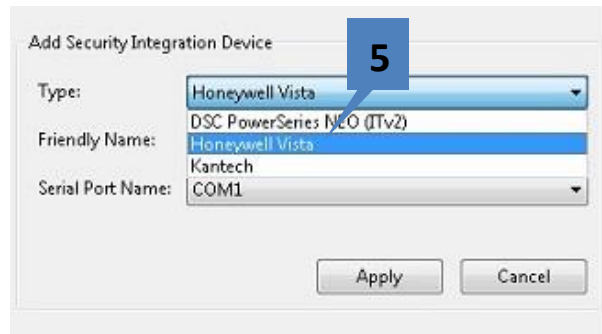 Add Security Integration Device
5
Type:
Honeywell Vista
DSC PowerSeries NEO (ITv2)
Friendly Name:
Honeywell Vista
Kantech
Serial Port Name:
COM1
Apply
Cancel